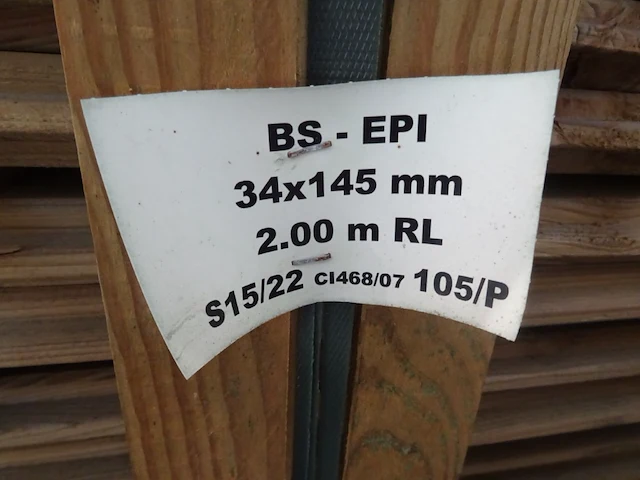 BS - EPI
34x145 mm
2.00 m RL
S15/22 CI468/07 105/P